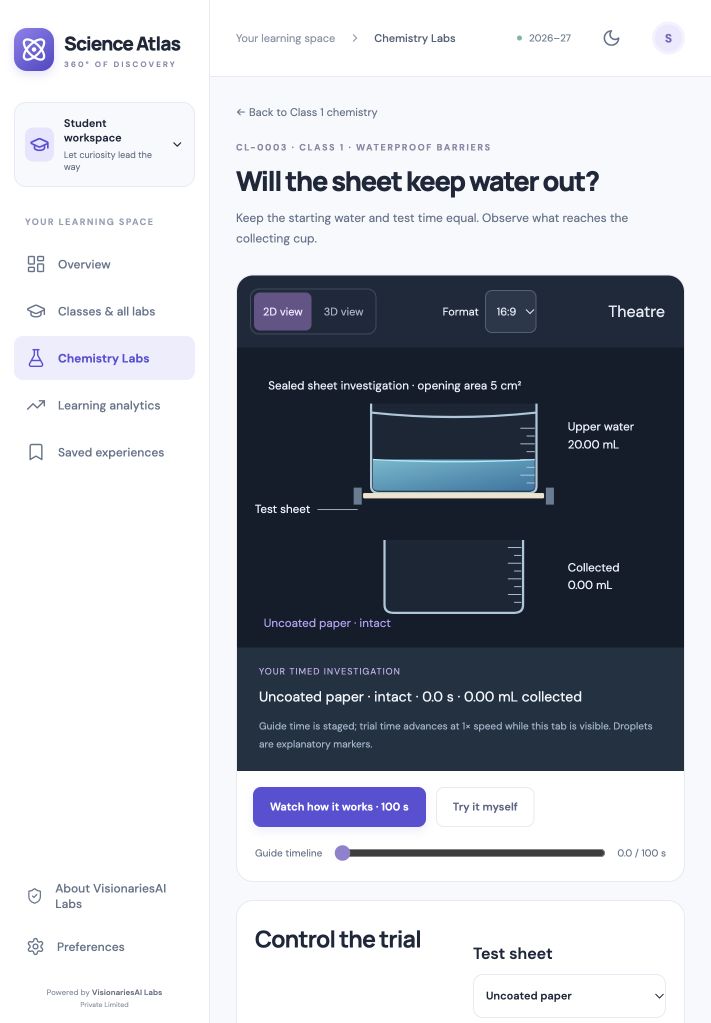 Science Atlas
360° OF DISCOVERY
Student
workspace
Let curiosity lead the
way
YOUR LEARNING SPACE
Overview
Classes & all labs
Chemistry Labs
Learning analytics
Saved experiences
About VisionariesAI
Labs
Preferences
Powered by VisionariesAI Labs
Private Limited
Your learning space
Chemistry Labs
2026–27
S
← Back to Class 1 chemistry
CL-0003 · CLASS 1 · WATERPROOF BARRIERS
Will the sheet keep water out?
Keep the starting water and test time equal. Observe what reaches the
collecting cup.
2D view
3D view
Format
16:9
Theatre
Sealed sheet investigation · opening area 5 cm²
Upper water
20.00 mL
Test sheet
Collected
0.00 mL
Uncoated paper · intact
YOUR TIMED INVESTIGATION
Uncoated paper · intact · 0.0 s · 0.00 mL collected
Guide time is staged; trial time advances at 1× speed while this tab is visible. Droplets
are explanatory markers.
Watch how it works · 100 s
Try it myself
Guide timeline
0.0 / 100 s
Control the trial
Test sheet
Uncoated paper